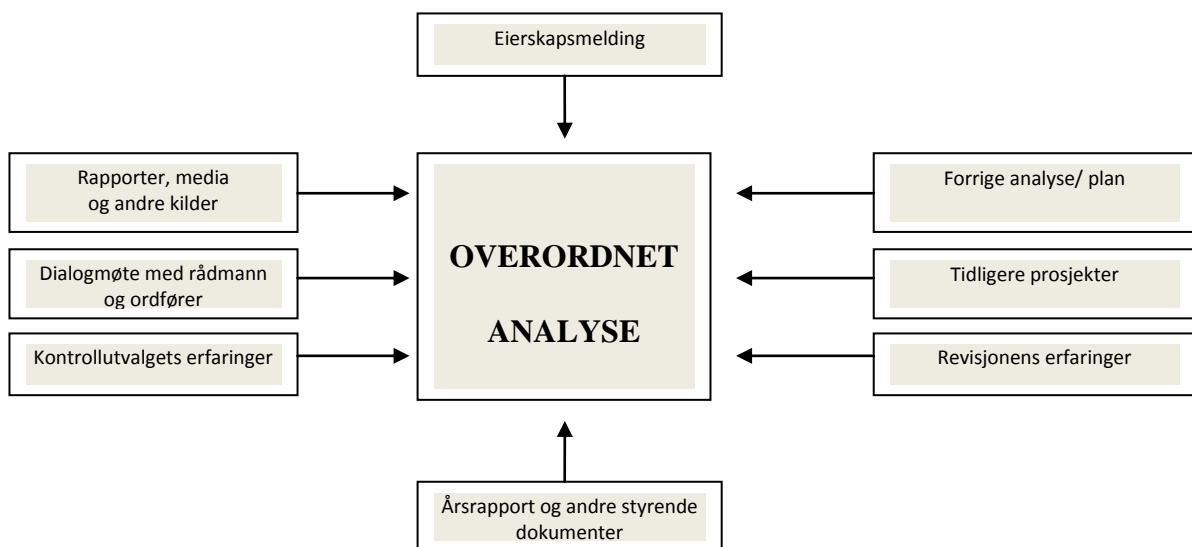 Eierskapsmelding
Rapporter, media
og andre kilder
Dialogmøte med rådmann
og ordfører
Kontrollutvalgets erfaringer
OVERORDNET
ANALYSE
Forrige analyse/ plan
Tidligere prosjekter
Revisjonens erfaringer
Årsrapport og andre styrende
dokumenter